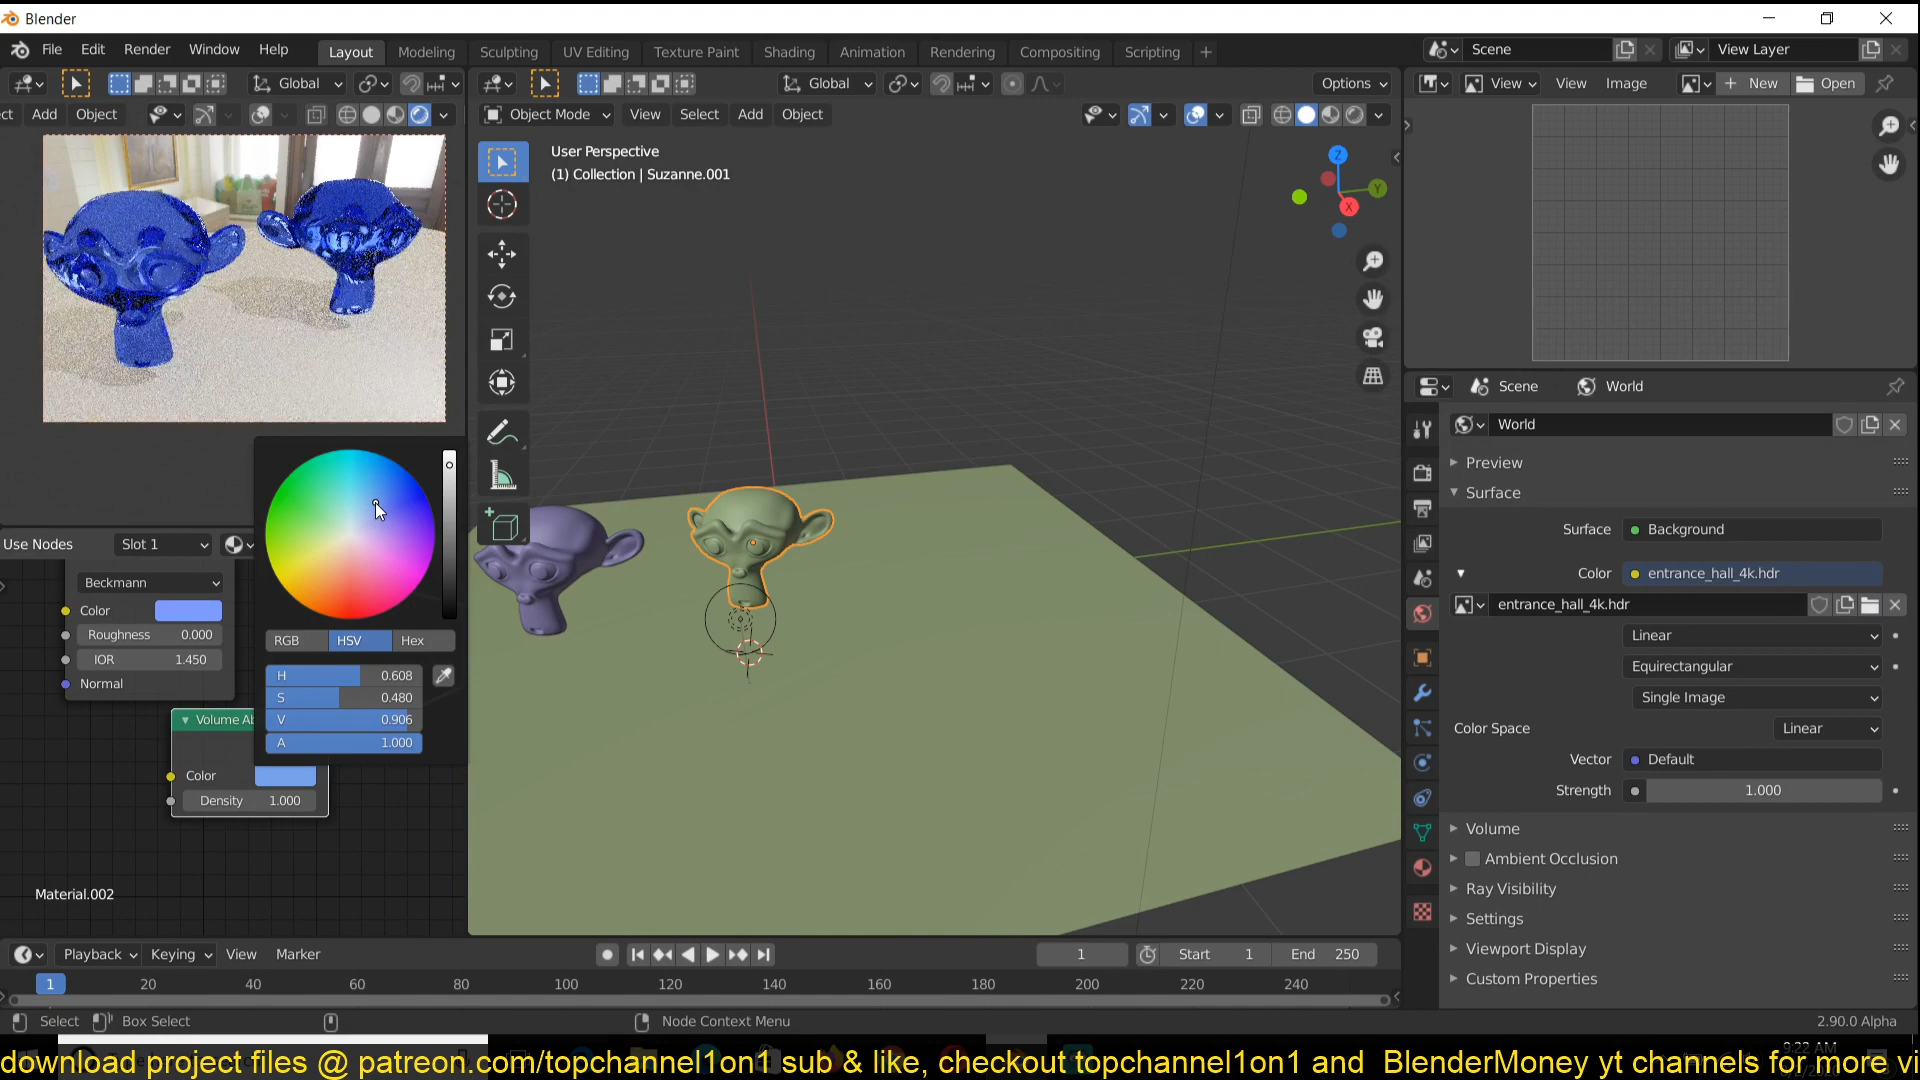 Blender
File Edit Render Window Help Layout Modeling Sculpting UV Editing Texture Paint Shading Animation Rendering Compositing Scripting + Scene View Layer
Global Global Options View View Image New Open
ct Add Object Object Mode View Select Add Object
User Perspective
(1) Collection | Suzanne.001
Z
Y
X
Scene World
World
Preview
Surface
Surface Background
Color entrance_hall_4k.hdr
entrance_hall_4k.hdr
Linear
Equirectangular
Single Image
Color Space Linear
Vector Default
Strength 1.000
Volume
Ambient Occlusion
Ray Visibility
Settings
Viewport Display
Custom Properties
Use Nodes Slot 1
Beckmann
Color
Roughness 0.000
IOR 1.450
Normal
RGB HSV Hex
H 0.608
S 0.480
V 0.906
A 1.000
Volume Ab
Color
Density 1.000
Material.002
Playback Keying View Marker 1 Start 1 End 250
1 20 40 60 80 100 120 140 160 180 200 220 240
Select Box Select Node Context Menu 2.90.0 Alpha
9:22 AM
download project files @ patreon.com/topchannel1on1 sub & like, checkout topchannel1on1 and BlenderMoney yt channels for more vi